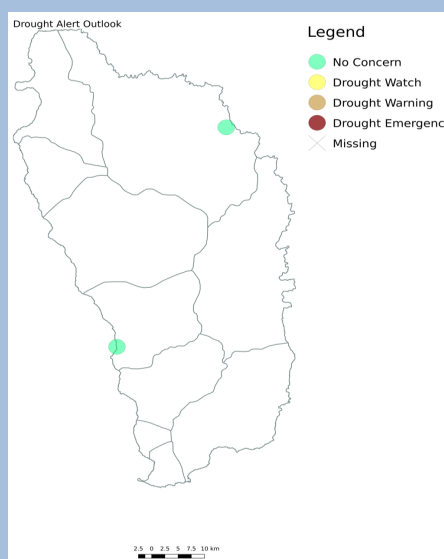 Drought Alert Outlook
Legend
No Concern
Drought Watch
Drought Warning
Drought Emergenc
Missing
2.5 0 2.5 5 7.5 10 km